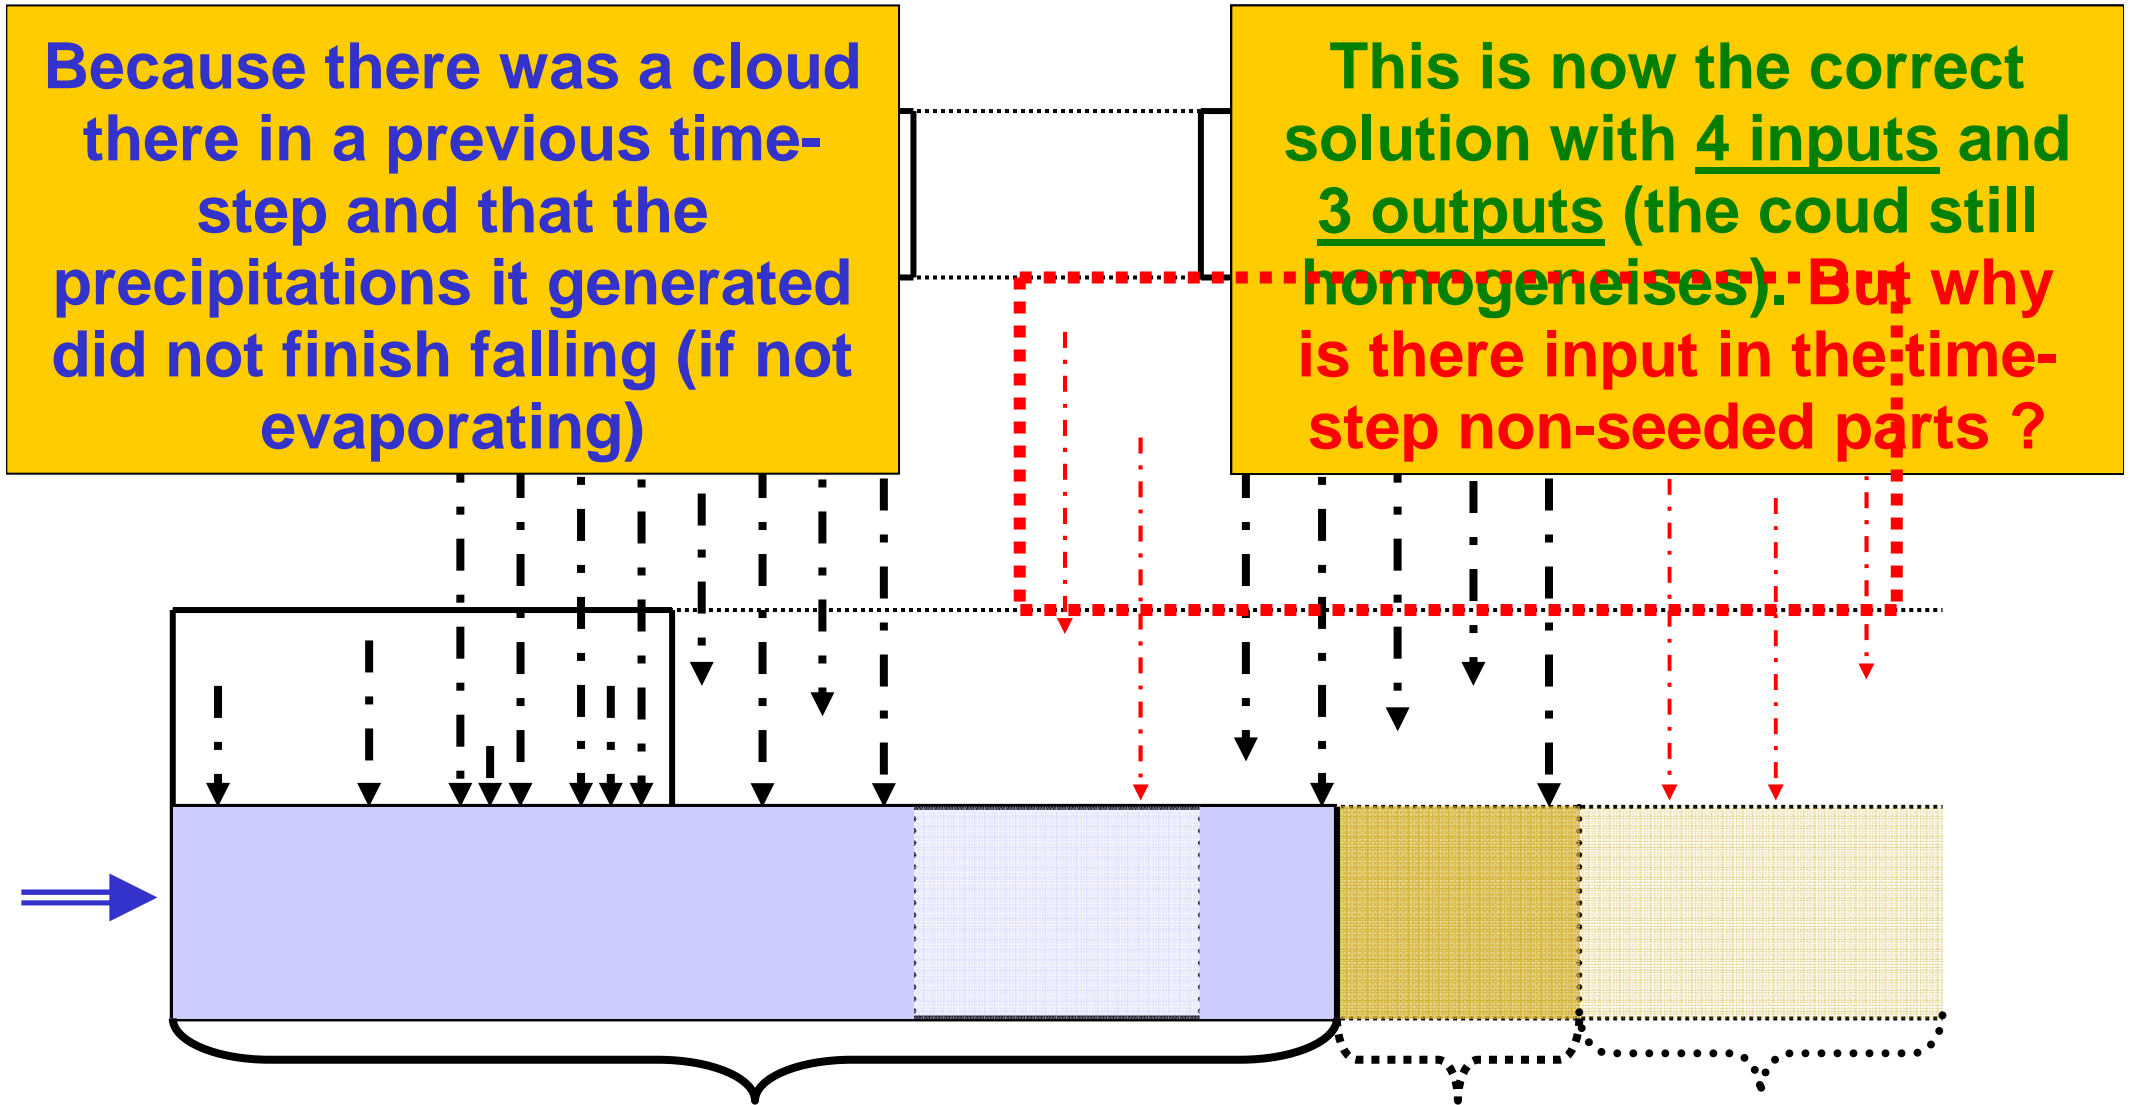 Because there was a cloud
there in a previous time-
step and that the
precipitations it generated
did not finish falling (if not
evaporating)
This is now the correct
solution with 4 inputs and
3 outputs (the coud still
homogeneises). But why
is there input in the time-
step non-seeded parts ?